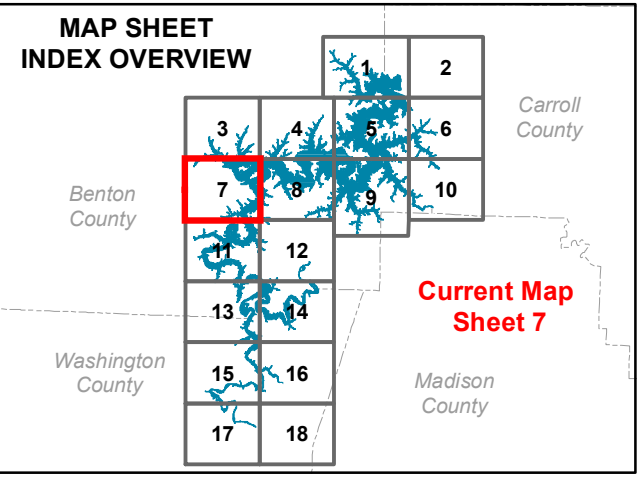 MAP SHEET
INDEX OVERVIEW
1 2
Carroll
County
3 4 5 6
Benton
County
7 8 9 10
11 12
Current Map
Sheet 7
13 14
Washington
County
15 16
Madison
County
17 18